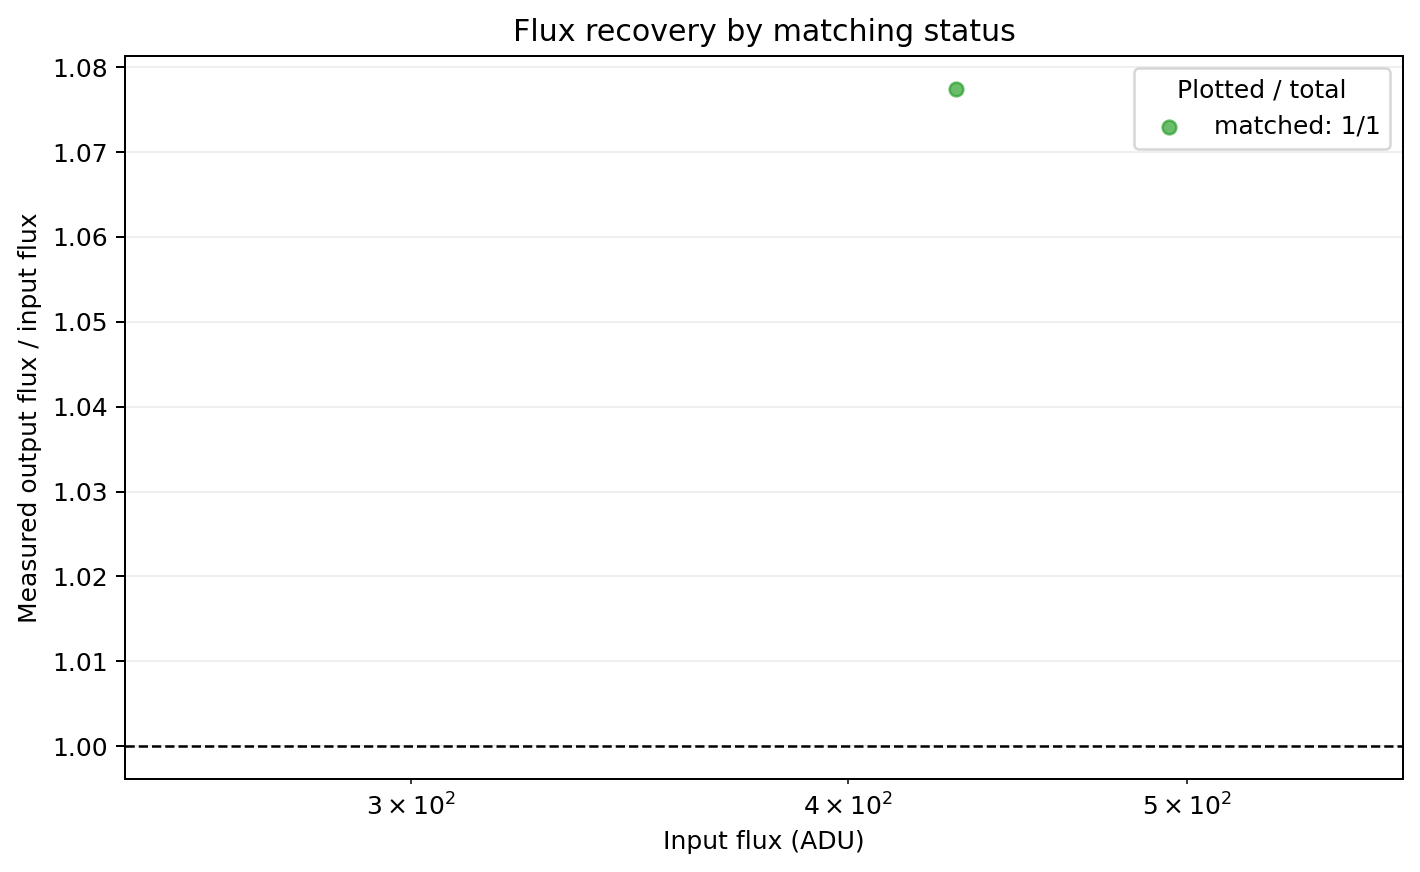 Flux recovery by matching status
Measured output flux / input flux
1.08
1.07
1.06
1.05
1.04
1.03
1.02
1.01
1.00
Plotted / total
matched: 1/1
3 × 10²
4 × 10²
5 × 10²
Input flux (ADU)